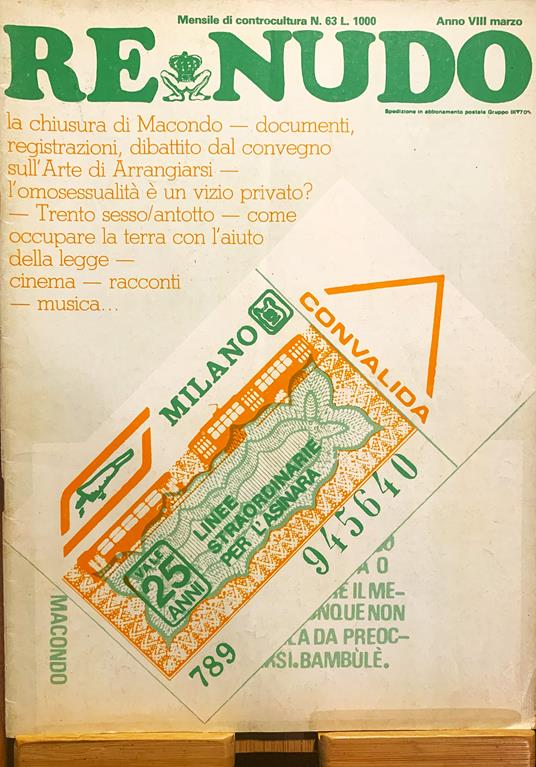 Mensile di controcultura N. 63 L. 1000
Anno VIII marzo
RE NUDO
Spedizione in abbonamento postale Gruppo III/70%
la chiusura di Macondo — documenti,
registrazioni, dibattito dal convegno
sull'Arte di Arrangiarsi —
l'omosessualità è un vizio privato?
— Trento sesso/antotto — come
occupare la terra con l'aiuto
della legge —
cinema — racconti
— musica...
MILANO
CONVALIDA
LINEE
STRAORDINARIE
PER L'ASINARA
VALE
25
ANNI
945640
789
MACONDO
O
A O
E IL ME-
NQUE NON
LA DA PREOC-
RSI. BAMBÙLÈ.